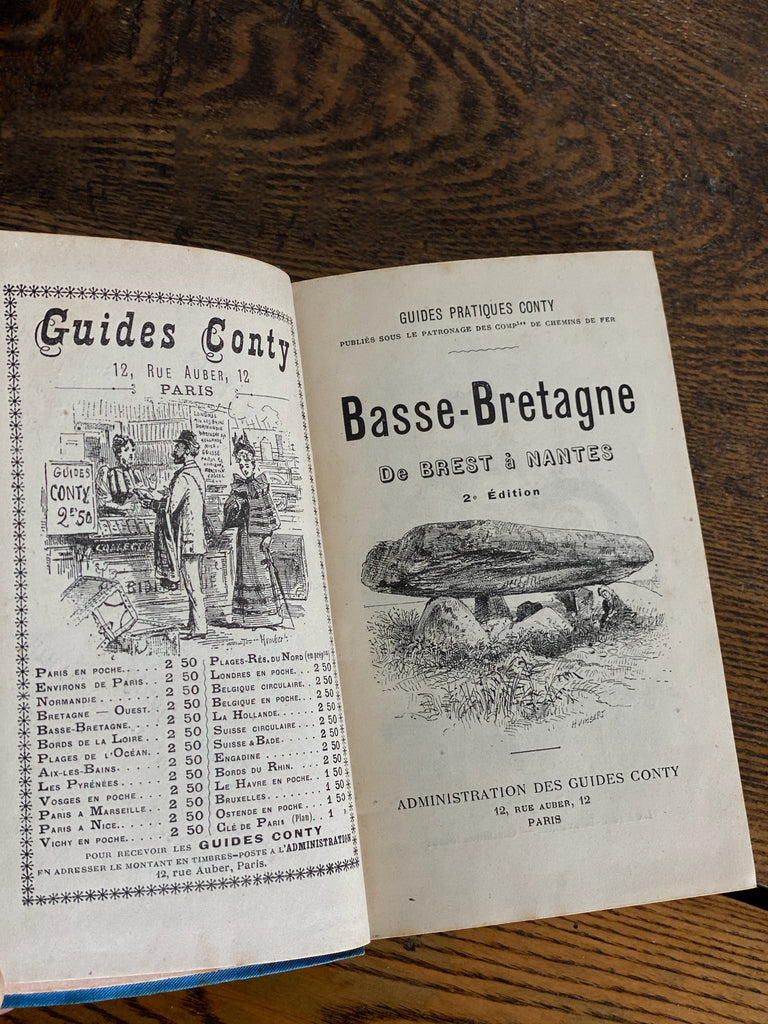 Guides Conty
12, RUE AUBER, 12
PARIS
GUIDES
CONTY
2F50
COLLECT
PARIS EN POCHE..... 2 50
ENVIRONS DE PARIS.. 2 50
NORMANDIE....... 2 50
BRETAGNE — OUEST. 2 50
BASSE-BRETAGNE.... 2 50
BORDS DE LA LOIRE.. 2 50
PLAGES DE L'OCÉAN. 2 50
AIX-LES-BAINS...... 2 50
LES PYRÉNÉES...... 2 50
VOSGES EN POCHE ... 2 50
PARIS A MARSEILLE.. 2 50
PARIS A NICE...... 2 50
VICHY EN POCHE.... 2 50
PLAGES-RÉS. DU NORD (en prépon)
LONDRES EN POCHE... 2 50
BELGIQUE CIRCULAIRE.. 2 50
BELGIQUE EN POCHE.... 2 50
LA HOLLANDE....... 2 50
SUISSE CIRCULAIRE ... 2 50
SUISSE & BADE...... 2 50
ENGADINE........ 2 50
BORDS DU RHIN..... 2 50
LE HAVRE EN POCHE... 1 50
BRUXELLES........ 1 50
OSTENDE EN POCHE ... 1 50
CLÉ DE PARIS (Plan).. 1 »
POUR RECEVOIR LES GUIDES CONTY
EN ADRESSER LE MONTANT EN TIMBRES-POSTE A L'ADMINISTRATION
12, rue Auber, Paris.
GUIDES PRATIQUES CONTY
PUBLIÉS SOUS LE PATRONAGE DES COMPies DE CHEMINS DE FER
Basse-Bretagne
De BREST à NANTES
2e Édition
ADMINISTRATION DES GUIDES CONTY
12, RUE AUBER, 12
PARIS